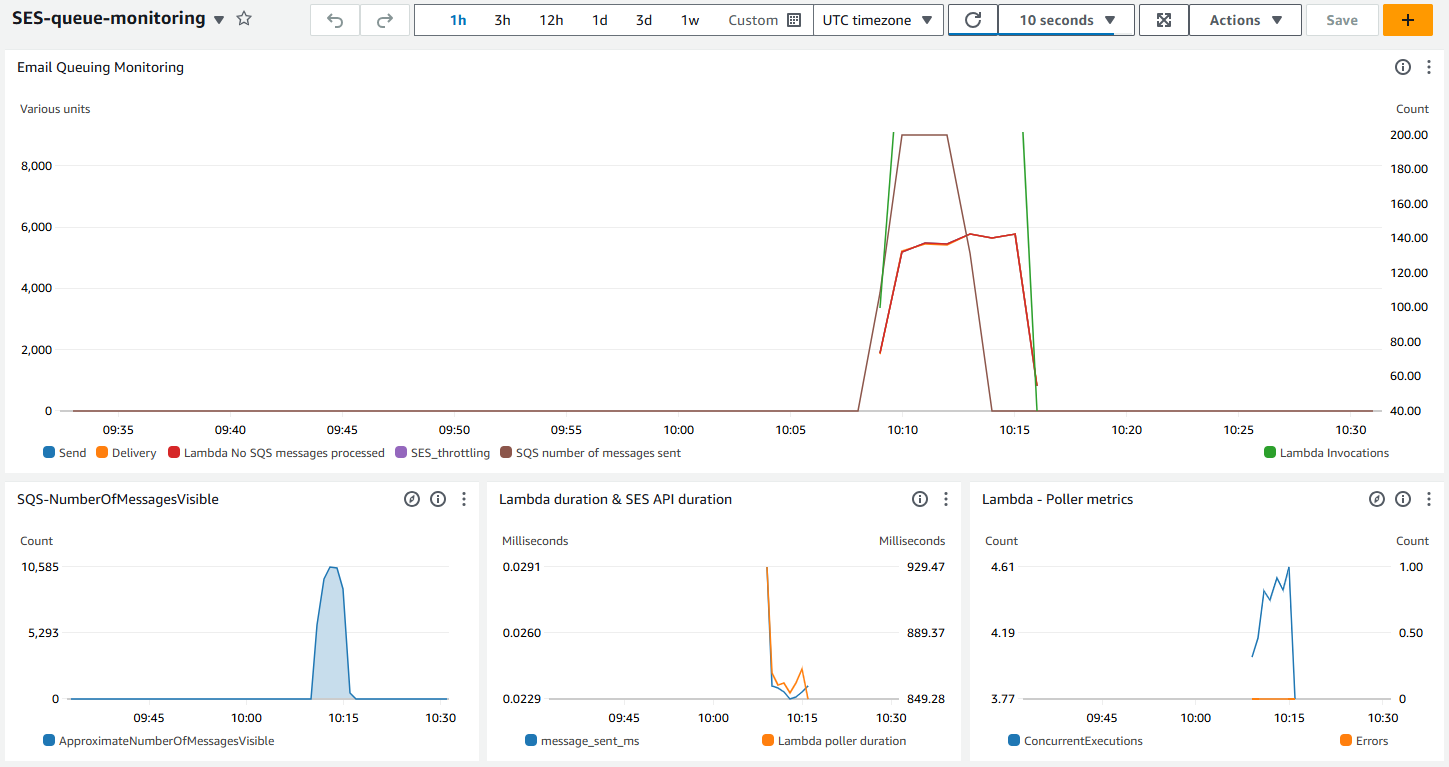 SES-queue-monitoring
1h 3h 12h 1d 3d 1w Custom UTC timezone 10 seconds Actions Save +
Email Queuing Monitoring
Various units Count
200.00
8,000
180.00
160.00
6,000
140.00
120.00
4,000
100.00
80.00
2,000
60.00
0 40.00
09:35 09:40 09:45 09:50 09:55 10:00 10:05 10:10 10:15 10:20 10:25 10:30
Send Delivery Lambda No SQS messages processed SES_throttling SQS number of messages sent Lambda Invocations
SQS-NumberOfMessagesVisible
Count
10,585
5,293
0
09:45 10:00 10:15 10:30
ApproximateNumberOfMessagesVisible
Lambda duration & SES API duration
Milliseconds Milliseconds
0.0291 929.47
0.0260 889.37
0.0229 849.28
09:45 10:00 10:15 10:30
message_sent_ms Lambda poller duration
Lambda - Poller metrics
Count Count
4.61 1.00
4.19 0.50
3.77 0
09:45 10:00 10:15 10:30
ConcurrentExecutions Errors